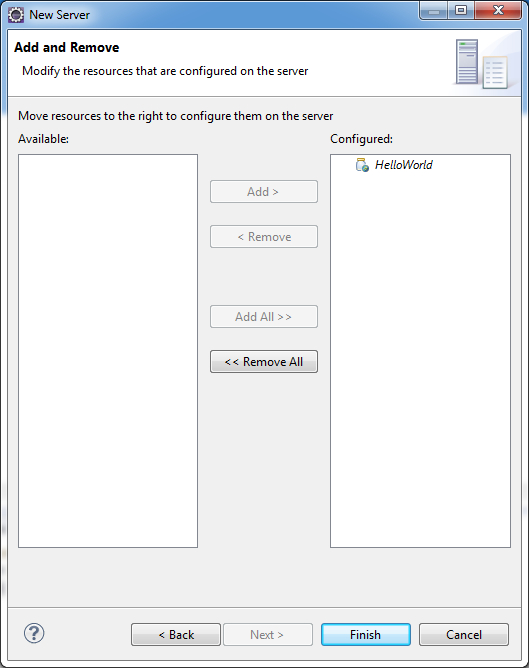 New Server
Add and Remove
Modify the resources that are configured on the server
Move resources to the right to configure them on the server
Available:
Configured:
HelloWorld
Add >
< Remove
Add All >>
<< Remove All
?
< Back
Next >
Finish
Cancel